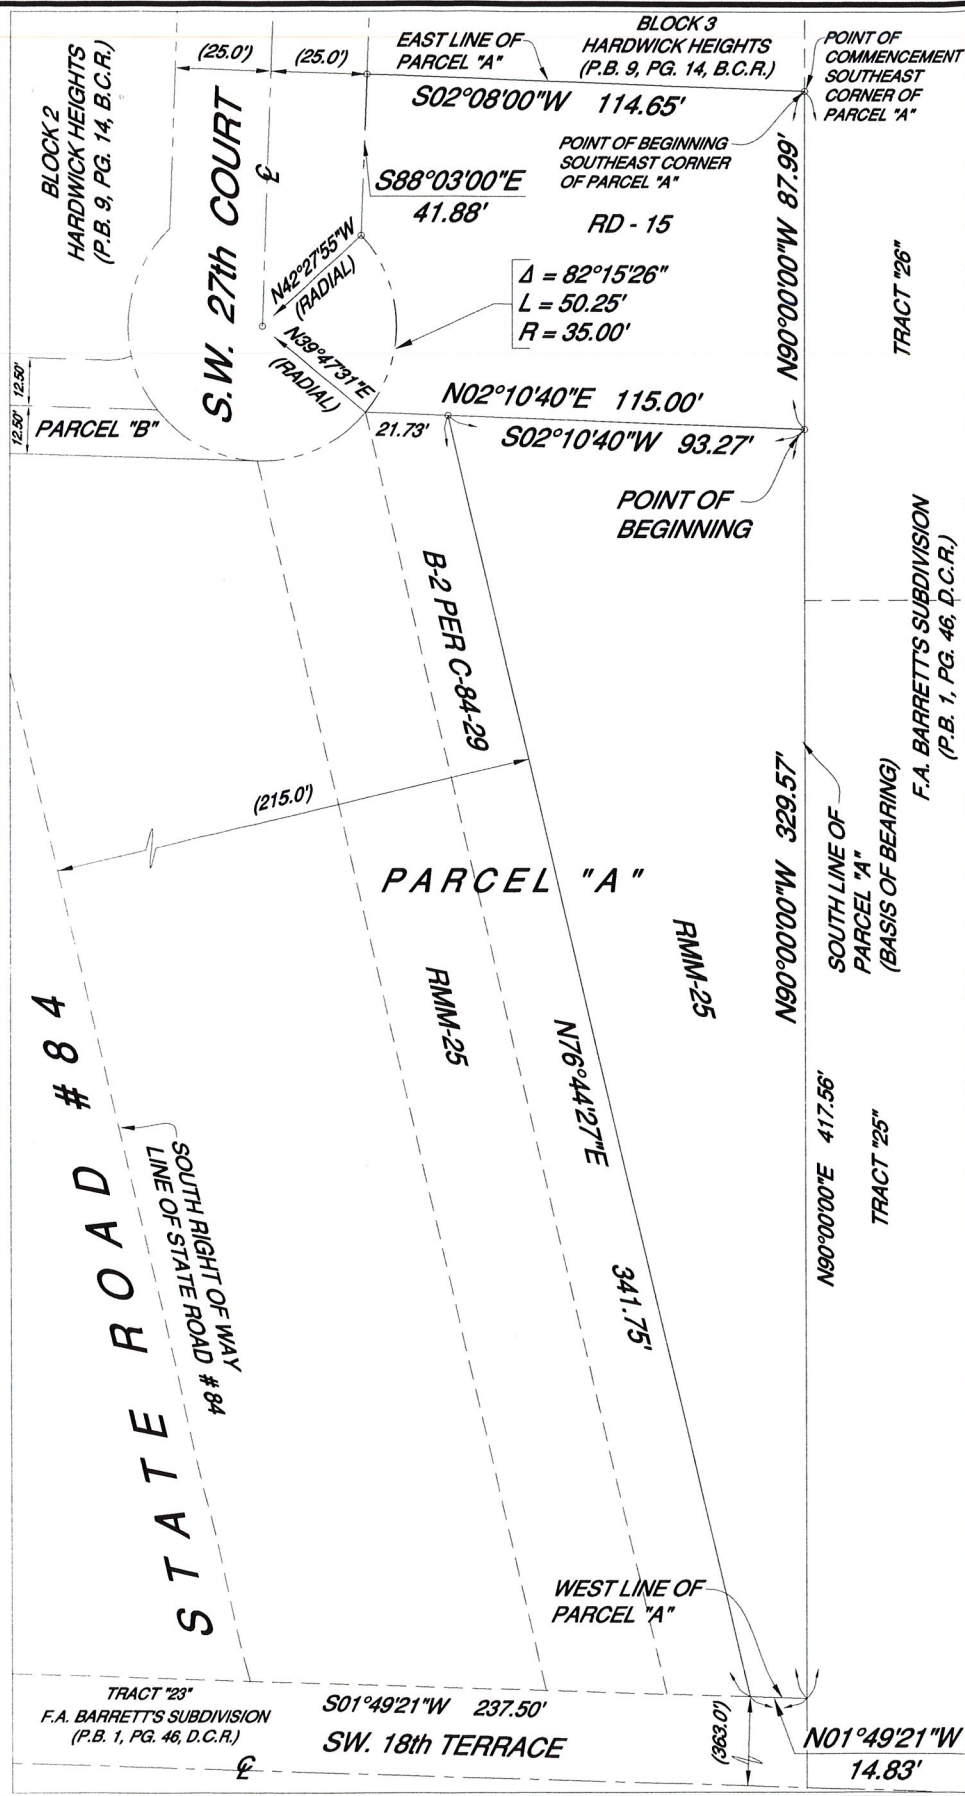 BLOCK 2
HARDWICK HEIGHTS
(P.B. 9, PG. 14, B.C.R.)
(25.0')
(25.0')
S.W. 27th COURT
EAST LINE OF
PARCEL "A"
BLOCK 3
HARDWICK HEIGHTS
(P.B. 9, PG. 14, B.C.R.)
S02°08'00"W 114.65'
POINT OF
COMMENCEMENT
SOUTHEAST
CORNER OF
PARCEL "A"
POINT OF BEGINNING
SOUTHEAST CORNER
OF PARCEL "A"
S88°03'00"E
41.88'
RD - 15
N90°00'00"W 87.99'
TRACT "26"
N42°27'55"W
(RADIAL)
Δ = 82°15'26"
L = 50.25'
R = 35.00'
N39°47'31"E
(RADIAL)
12.50'
12.50'
PARCEL "B"
N02°10'40"E 115.00'
21.73'
S02°10'40"W 93.27'
POINT OF
BEGINNING
B-2 PER C-84-29
F.A. BARRETT'S SUBDIVISION
(P.B. 1, PG. 46, D.C.R.)
(215.0')
N90°00'00"W 329.57'
SOUTH LINE OF
PARCEL "A"
(BASIS OF BEARING)
PARCEL "A"
RMM-25
RMM-25
N76°44'27"E
341.75'
N90°00'00"E 417.56'
TRACT "25"
STATE ROAD #84
SOUTH RIGHT OF WAY
LINE OF STATE ROAD #84
WEST LINE OF
PARCEL "A"
TRACT "23"
F.A. BARRETT'S SUBDIVISION
(P.B. 1, PG. 46, D.C.R.)
S01°49'21"W 237.50'
SW. 18th TERRACE
(363.0')
N01°49'21"W
14.83'